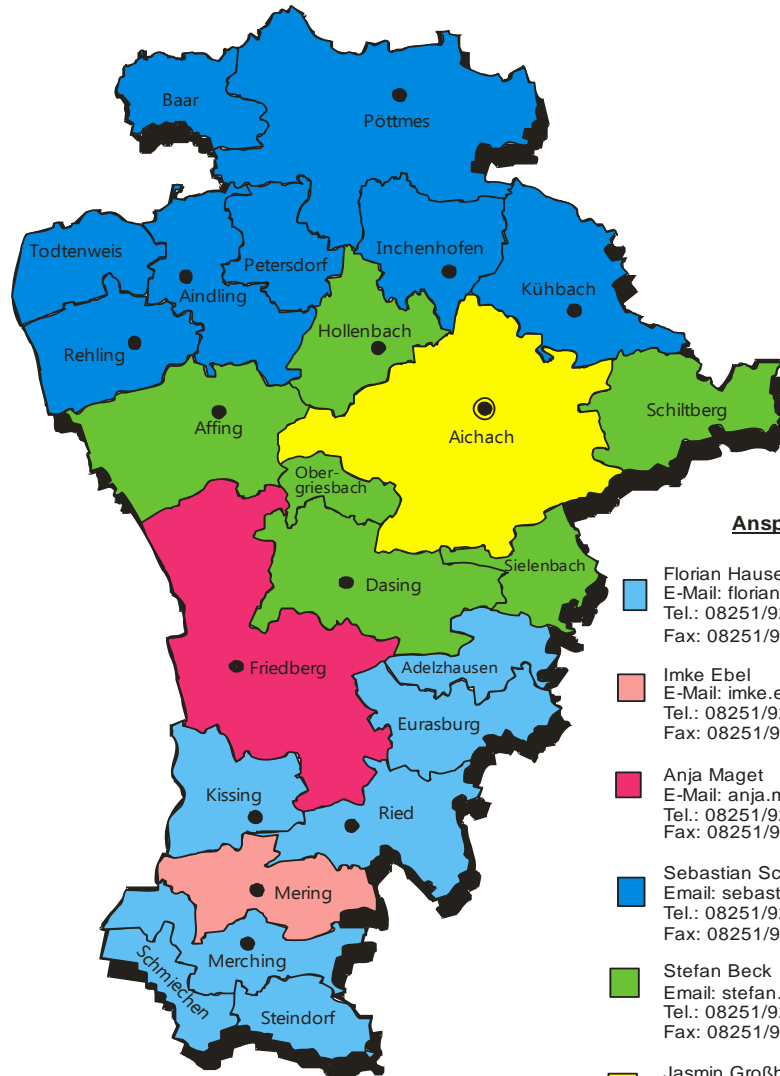 Baar
Pöttmes
Todtenweis
Aindling
Petersdorf
Inchenhofen
Kühbach
Rehling
Hollenbach
Affing
Aichach
Schiltberg
Ober-
griesbach
Dasing
Sielenbach
Friedberg
Adelzhausen
Eurasburg
Kissing
Ried
Mering
Merching
Schmiechen
Steindorf
Florian
E-Mail: florian
Tel.: 08251/9
Fax: 08251/9
Imke Ebel
E-Mail: imke.e
Tel.: 08251/9
Fax: 08251/9
Anja Maget
E-Mail: anja.m
Tel.: 08251/9
Fax: 08251/9
Sebastian
Email: sebast
Tel.: 08251/9
Fax: 08251/9
Stefan Beck
Email: stefan.
Tel.: 08251/9
Fax: 08251/9
Jasmin